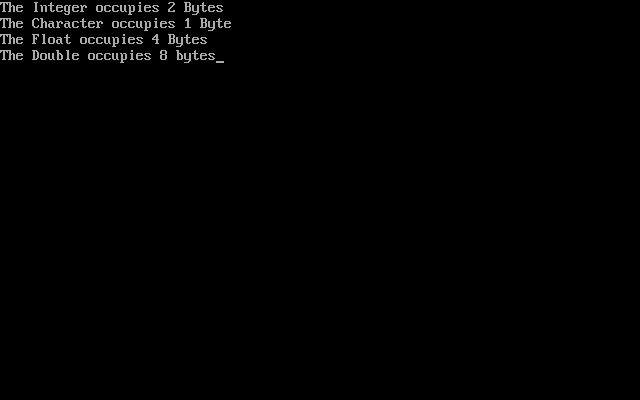 The Integer occupies 2 Bytes
The Character occupies 1 Byte
The Float occupies 4 Bytes
The Double occupies 8 bytes_